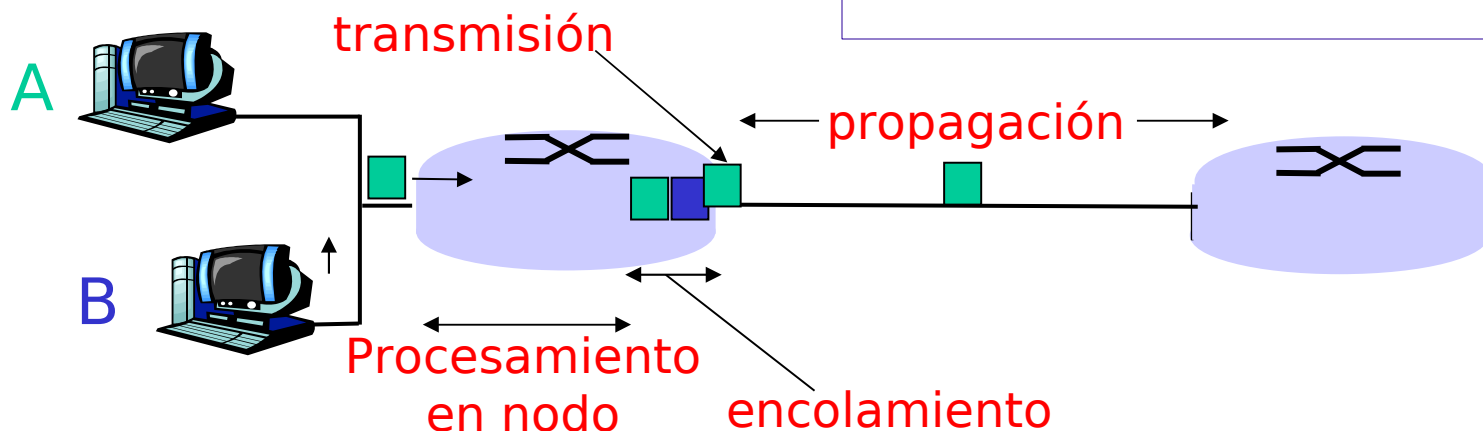 transmisión
A
propagación
B
Procesamiento
en nodo
encolamiento